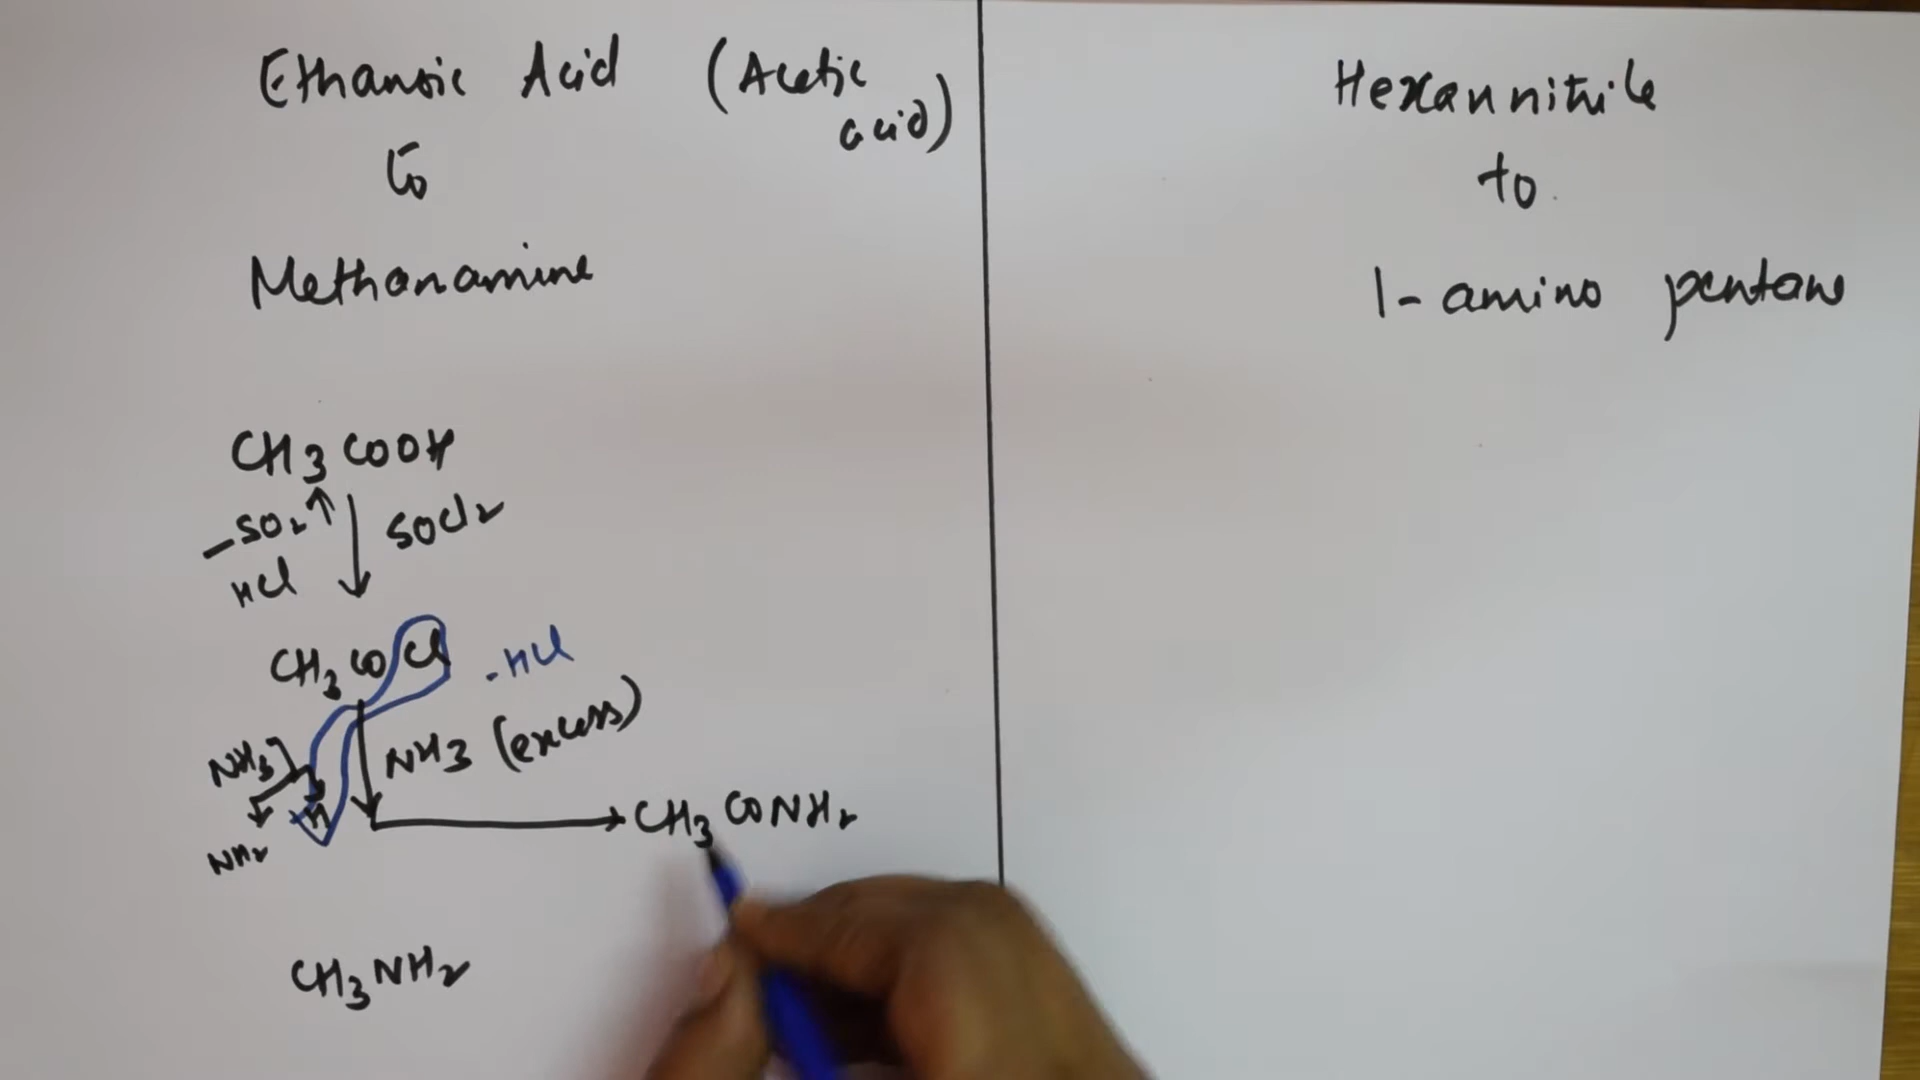 Ethanoic Acid (Acetic
acid)
to
Methanamine
CH3COOH
-SO2↑ SOCl2
HCl
CH3COCl -HCl
NH3 NH3 (excess)
H CH3CONH2
NH2
CH3NH2
Hexannitrile
to
1-amino pentane